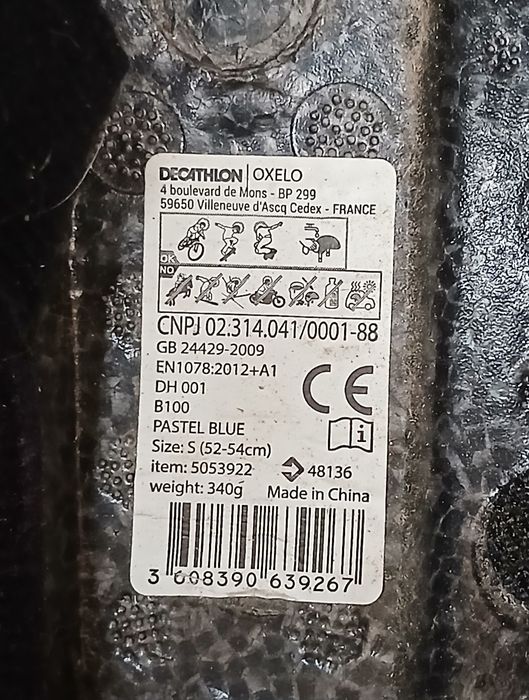 DECATHLON | OXELO
4 boulevard de Mons - BP 299
59650 Villeneuve d'Ascq Cedex - FRANCE
OK
NO
CNPJ 02.314.041/0001-88
GB 24429-2009
EN1078:2012+A1
DH 001
B100
PASTEL BLUE
Size: S (52-54cm)
item: 5053922
48136
weight: 340g
Made in China
CE
i
3 608390 639267